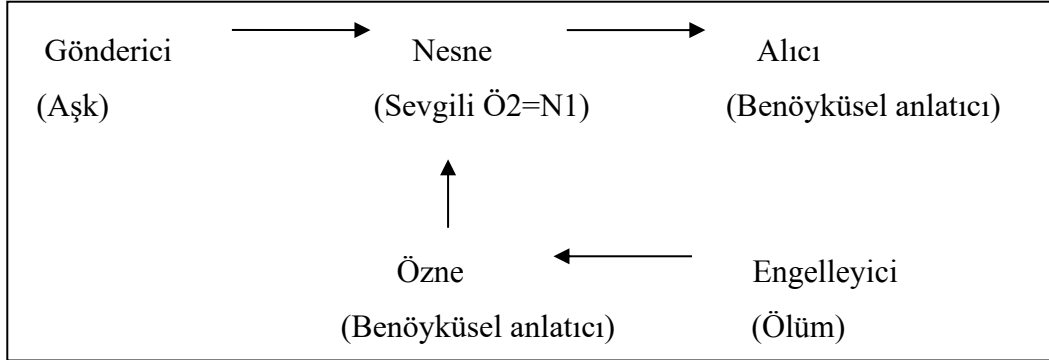 Gönderici Nesne Alıcı
(Aşk) (Sevgili Ö2=N1) (Benöyküsel anlatıcı)
Özne Engelleyici
(Benöyküsel anlatıcı) (Ölüm)